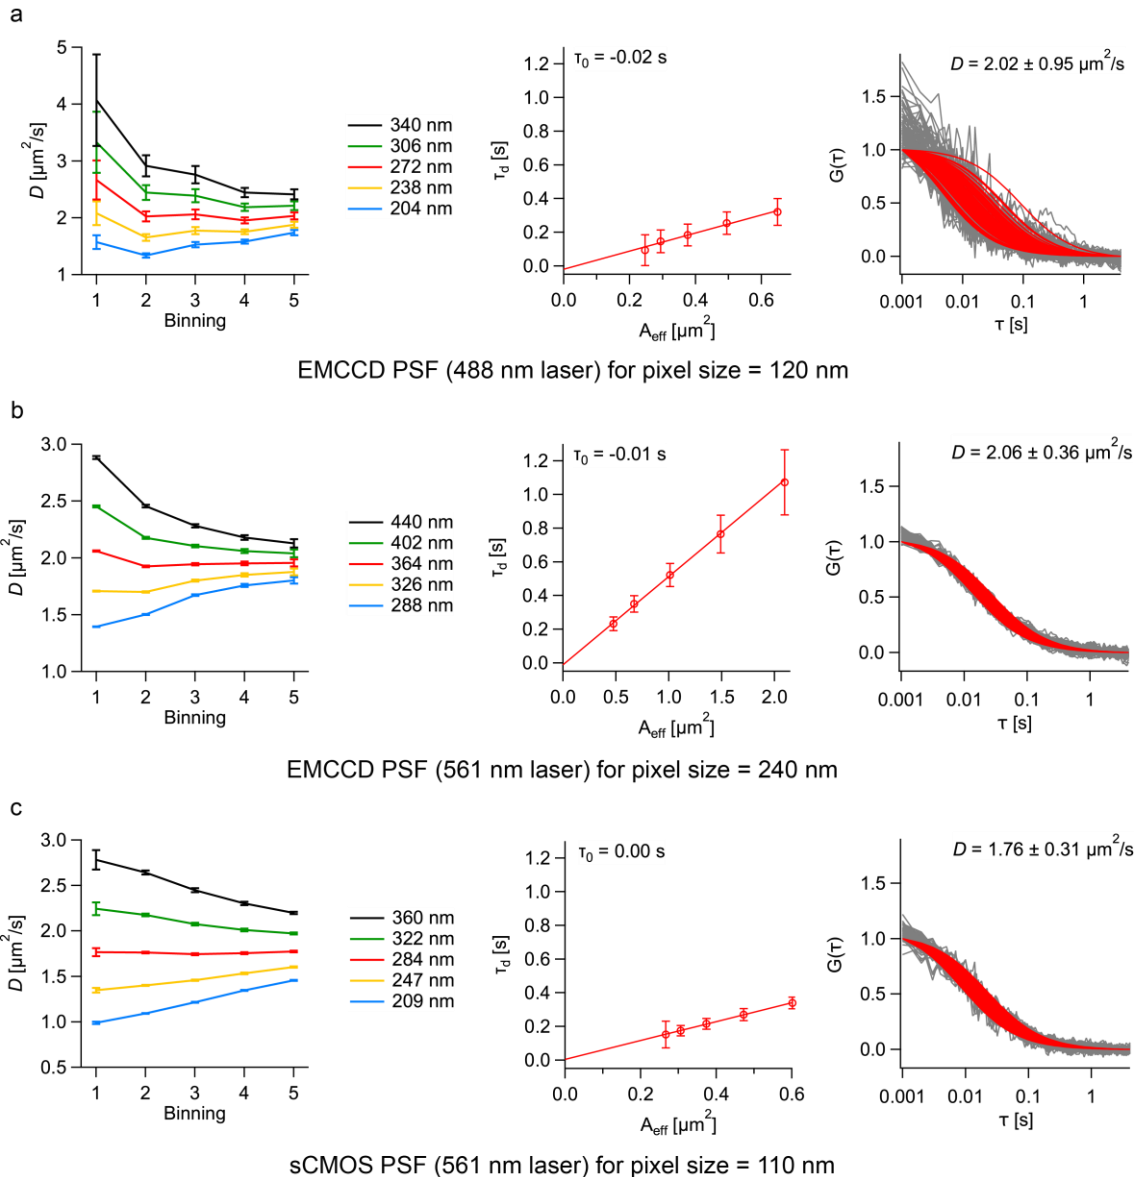 a
5
4
3
2
1
D [µm²/s]
1 2 3 4 5
Binning
340 nm
306 nm
272 nm
238 nm
204 nm
τ₀ = -0.02 s
1.2
1.0
0.8
0.6
0.4
0.2
0.0
τd [s]
0.0 0.2 0.4 0.6
Aeff [µm²]
D = 2.02 ± 0.95 µm²/s
1.5
1.0
0.5
0.0
G(τ)
0.001 0.01 0.1 1
τ [s]
EMCCD PSF (488 nm laser) for pixel size = 120 nm
b
3.0
2.5
2.0
1.5
1.0
D [µm²/s]
1 2 3 4 5
Binning
440 nm
402 nm
364 nm
326 nm
288 nm
τ₀ = -0.01 s
1.2
1.0
0.8
0.6
0.4
0.2
0.0
τd [s]
0.0 0.5 1.0 1.5 2.0
Aeff [µm²]
D = 2.06 ± 0.36 µm²/s
1.5
1.0
0.5
0.0
G(τ)
0.001 0.01 0.1 1
τ [s]
EMCCD PSF (561 nm laser) for pixel size = 240 nm
c
3.0
2.5
2.0
1.5
1.0
0.5
D [µm²/s]
1 2 3 4 5
Binning
360 nm
322 nm
284 nm
247 nm
209 nm
τ₀ = 0.00 s
1.2
1.0
0.8
0.6
0.4
0.2
0.0
τd [s]
0.0 0.2 0.4 0.6
Aeff [µm²]
D = 1.76 ± 0.31 µm²/s
1.5
1.0
0.5
0.0
G(τ)
0.001 0.01 0.1 1
τ [s]
sCMOS PSF (561 nm laser) for pixel size = 110 nm